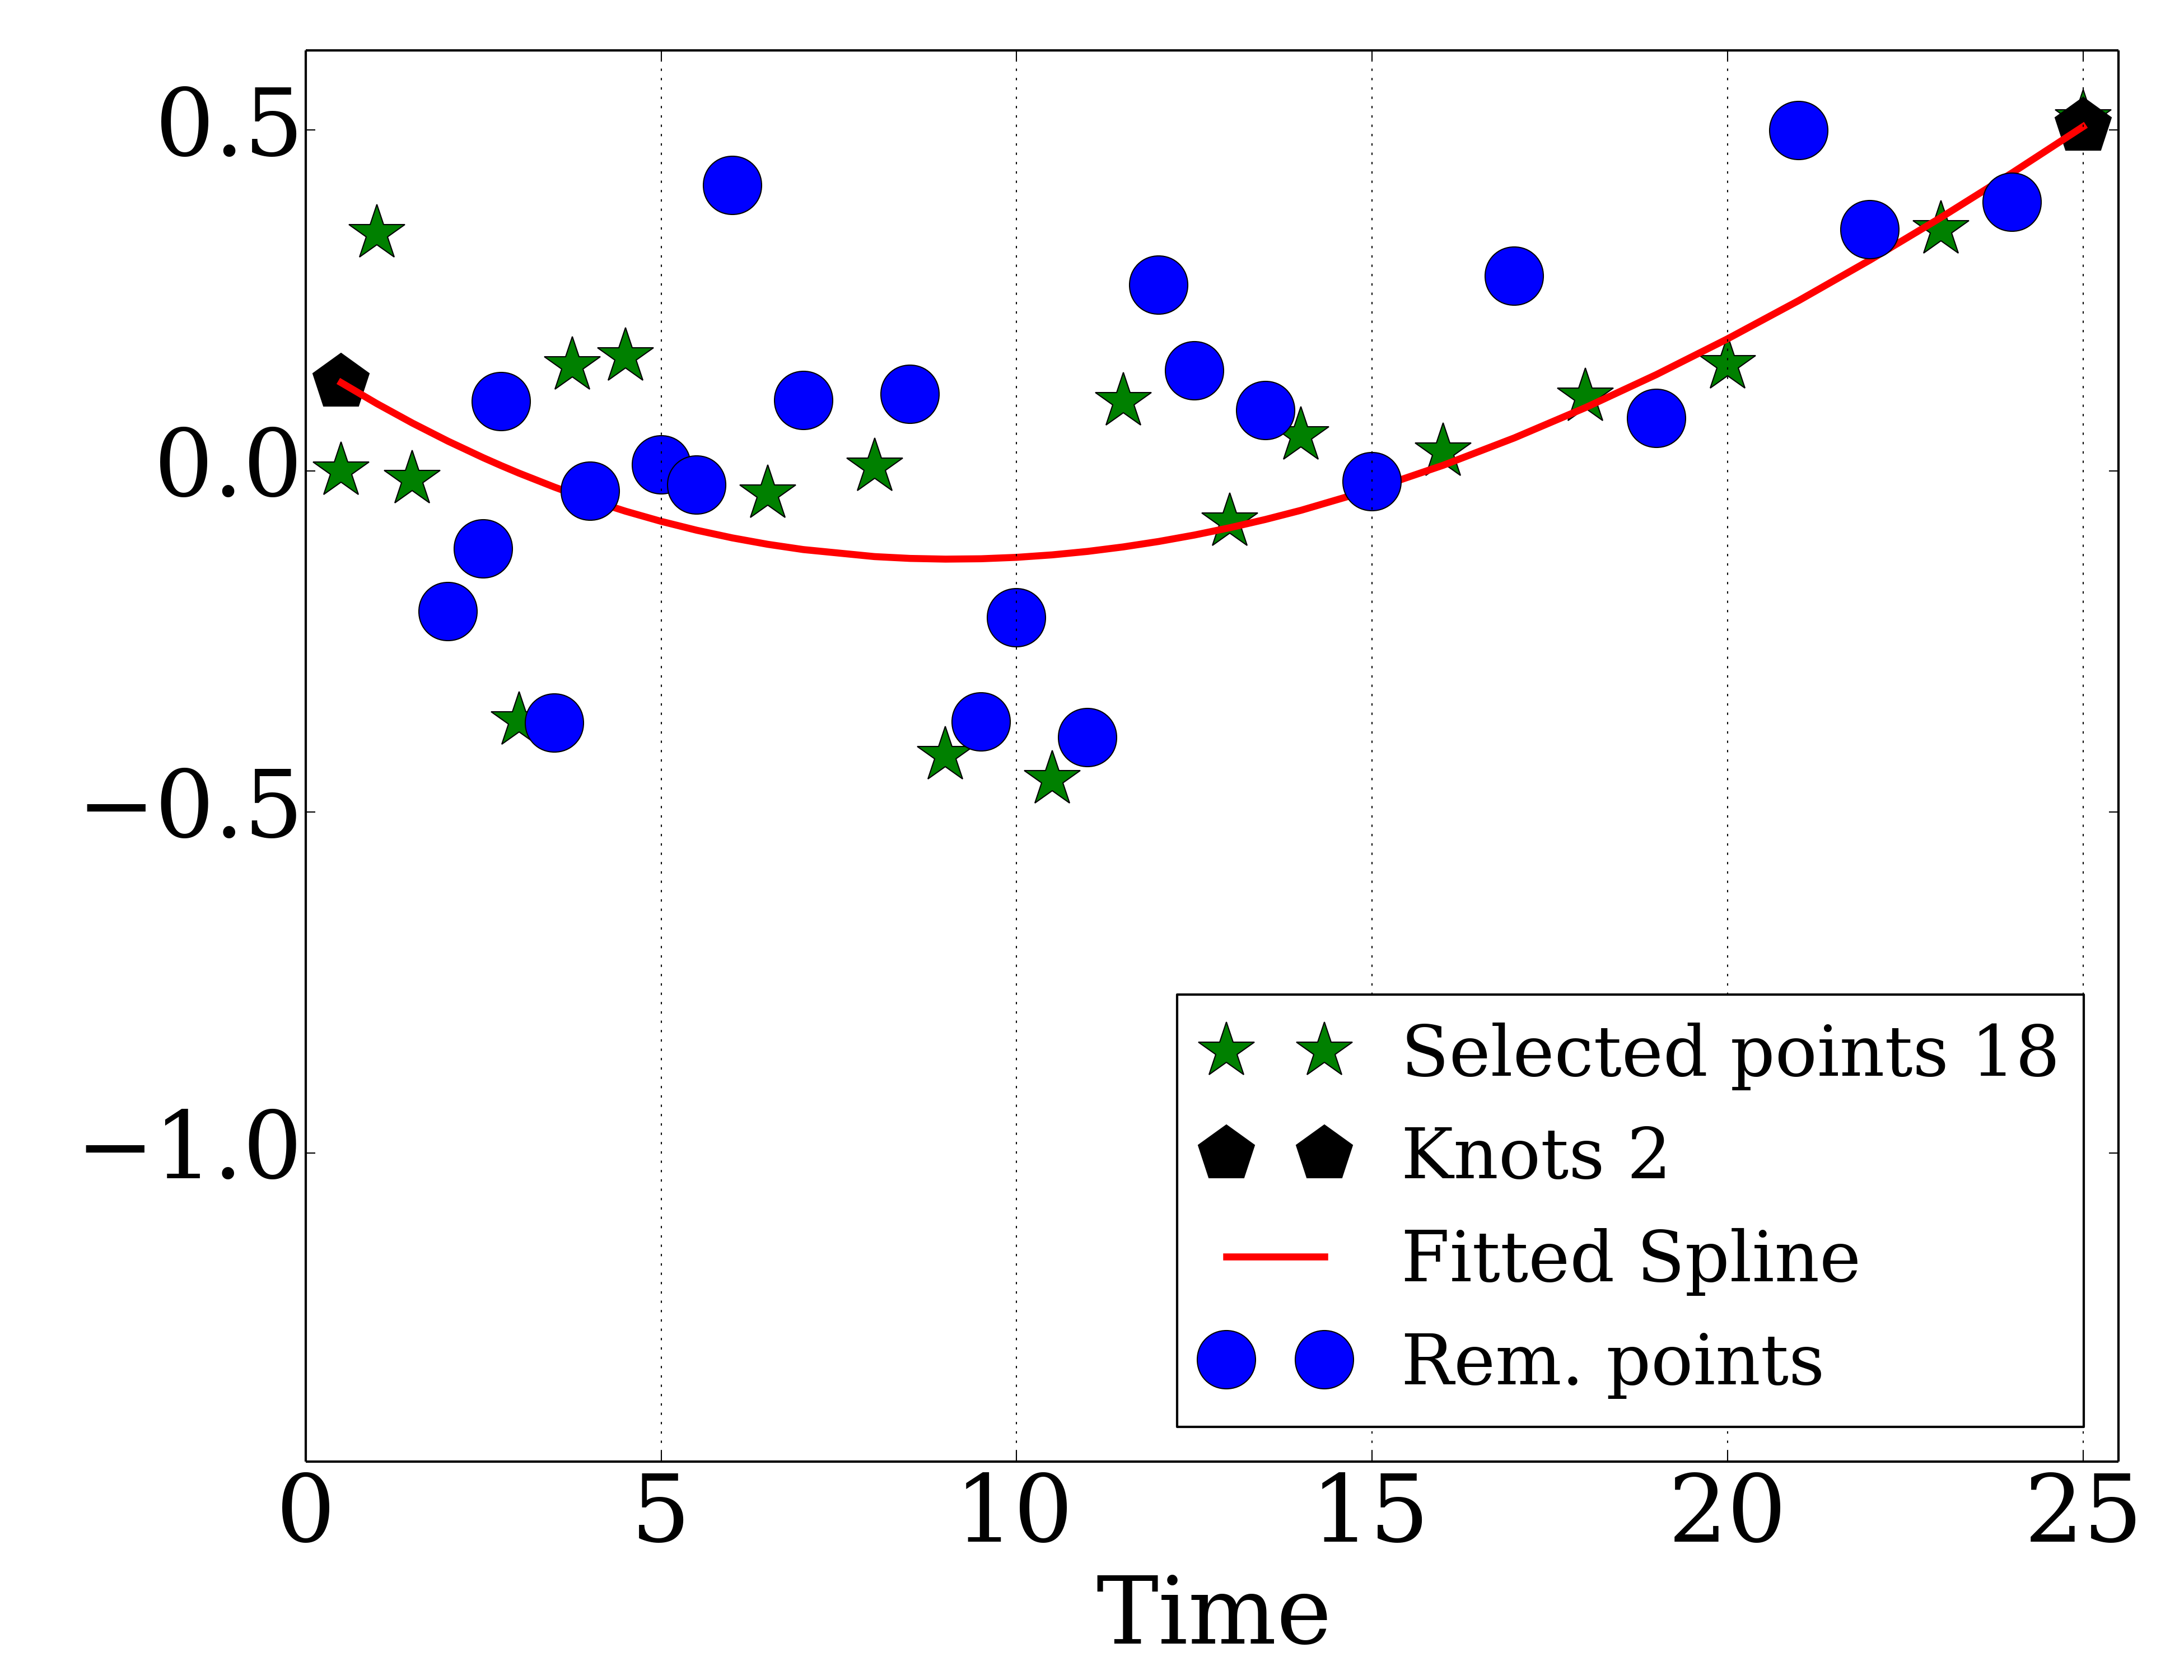 0.5
0.0
−0.5
−1.0
Selected points 18
Knots 2
Fitted Spline
Rem. points
0 5 10 15 20 25
Time